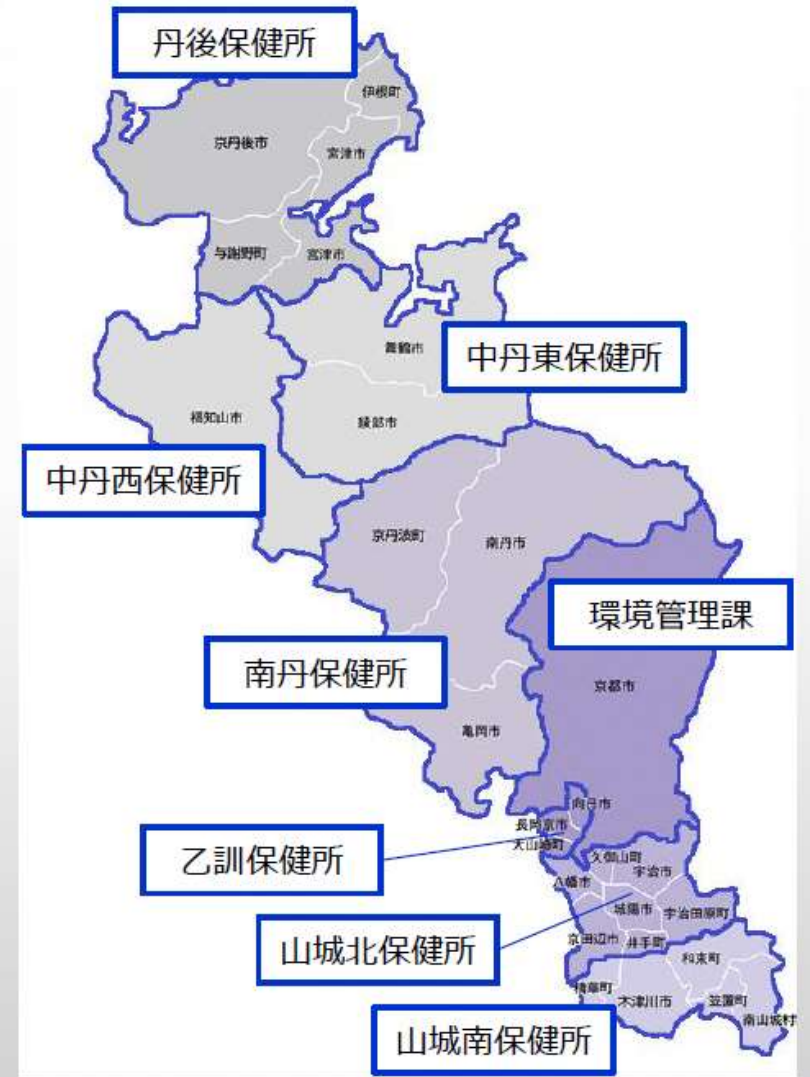 丹後保健所
伊根町
京丹後市
宮津市
与謝野町
宮津市
舞鶴市
中丹東保健所
福知山市
綾部市
中丹西保健所
京丹波町
南丹市
環境管理課
南丹保健所
京都市
亀岡市
向日市
長岡京市
大山崎町
乙訓保健所
久御山町
宇治市
八幡市
城陽市
宇治田原町
山城北保健所
京田辺市
井手町
和束町
精華町
木津川市
笠置町
南山城村
山城南保健所